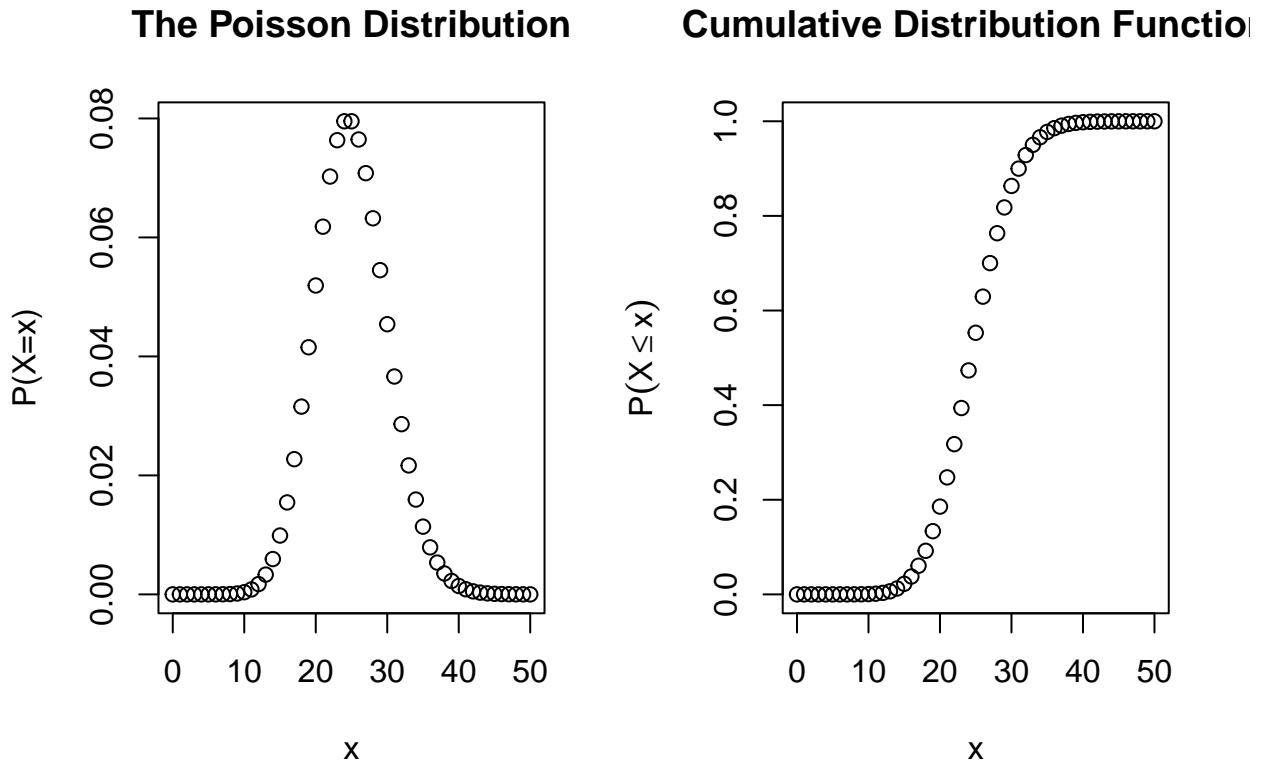 The Poisson Distribution
P(X=x)
0.08
0.06
0.04
0.02
0.00
0 10 20 30 40 50
x
Cumulative Distribution Functio
P(X ≤ x)
1.0
0.8
0.6
0.4
0.2
0.0
0 10 20 30 40 50
x